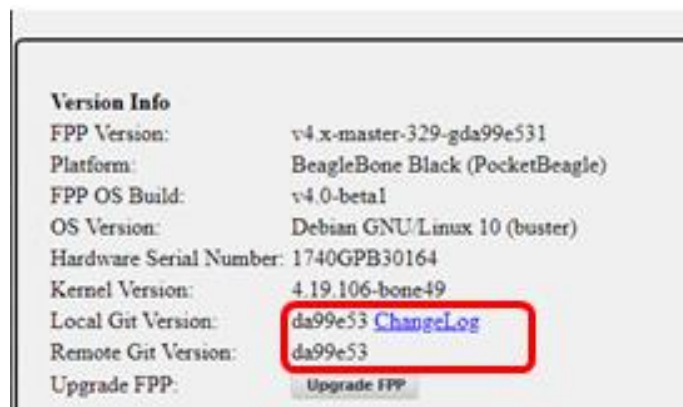 Version Info
FPP Version: v4.x-master-329-gda99e531
Platform: BeagleBone Black (PocketBeagle)
FPP OS Build: v4.0-beta1
OS Version: Debian GNU/Linux 10 (buster)
Hardware Serial Number: 1740GPB30164
Kernel Version: 4.19.106-bone49
Local Git Version: da99e53 ChangeLog
Remote Git Version: da99e53
Upgrade FPP: Upgrade FPP